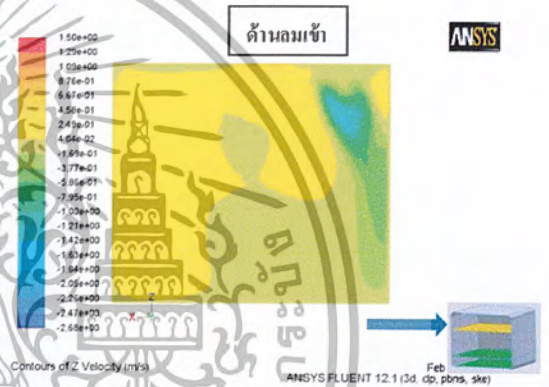 ด้านลมเข้า
ANSYS
1.50e+00
1.29e+00
1.09e+00
8.76e-01
6.67e-01
4.58e-01
2.49e-01
4.04e-02
-1.69e-01
-3.77e-01
-5.86e-01
-7.95e-01
-1.00e+00
-1.21e+00
-1.42e+00
-1.63e+00
-1.84e+00
-2.05e+00
-2.26e+00
-2.47e+00
-2.68e+00
Z
X
Contours of Z Velocity (m/s)
Feb
ANSYS FLUENT 12.1 (3d, dp, pbns, ske)